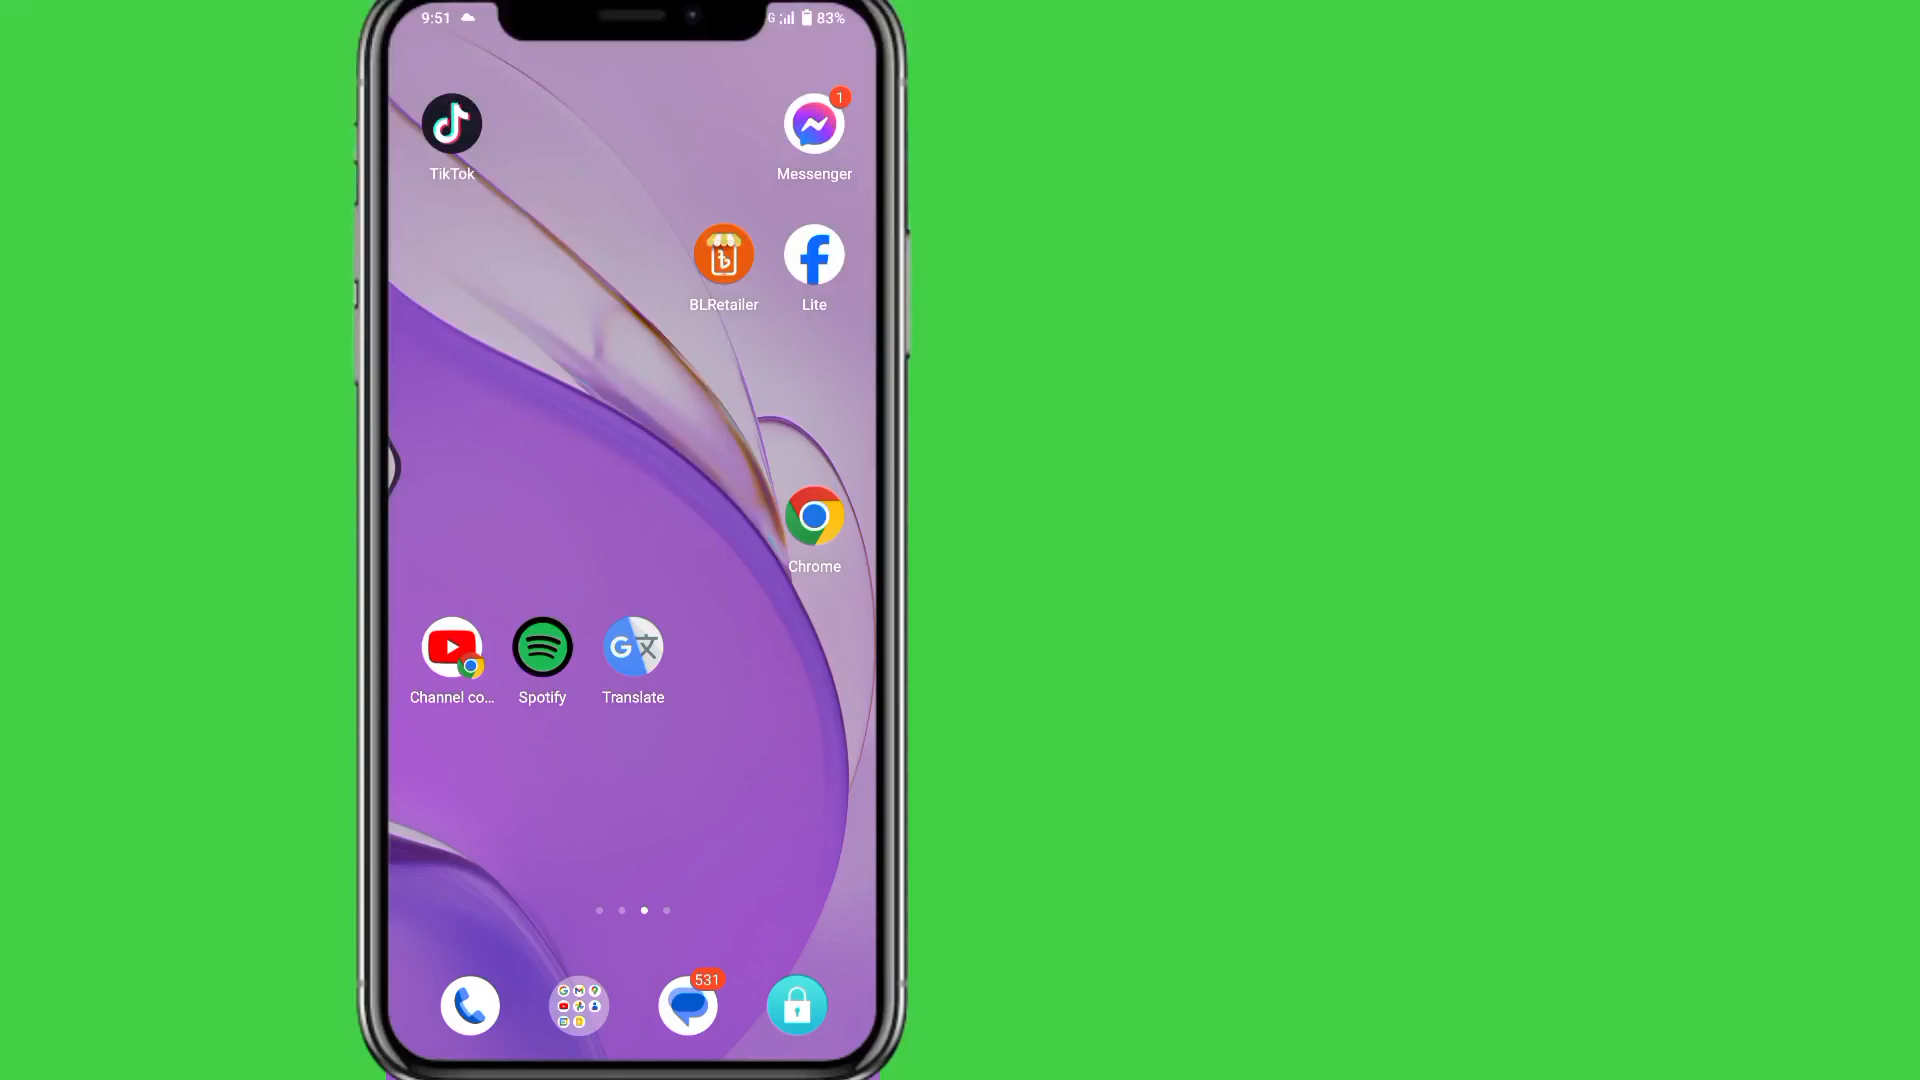 9:51 G 83%
1
TikTok Messenger
BLRetailer Lite
Chrome
Channel co... Spotify Translate
531